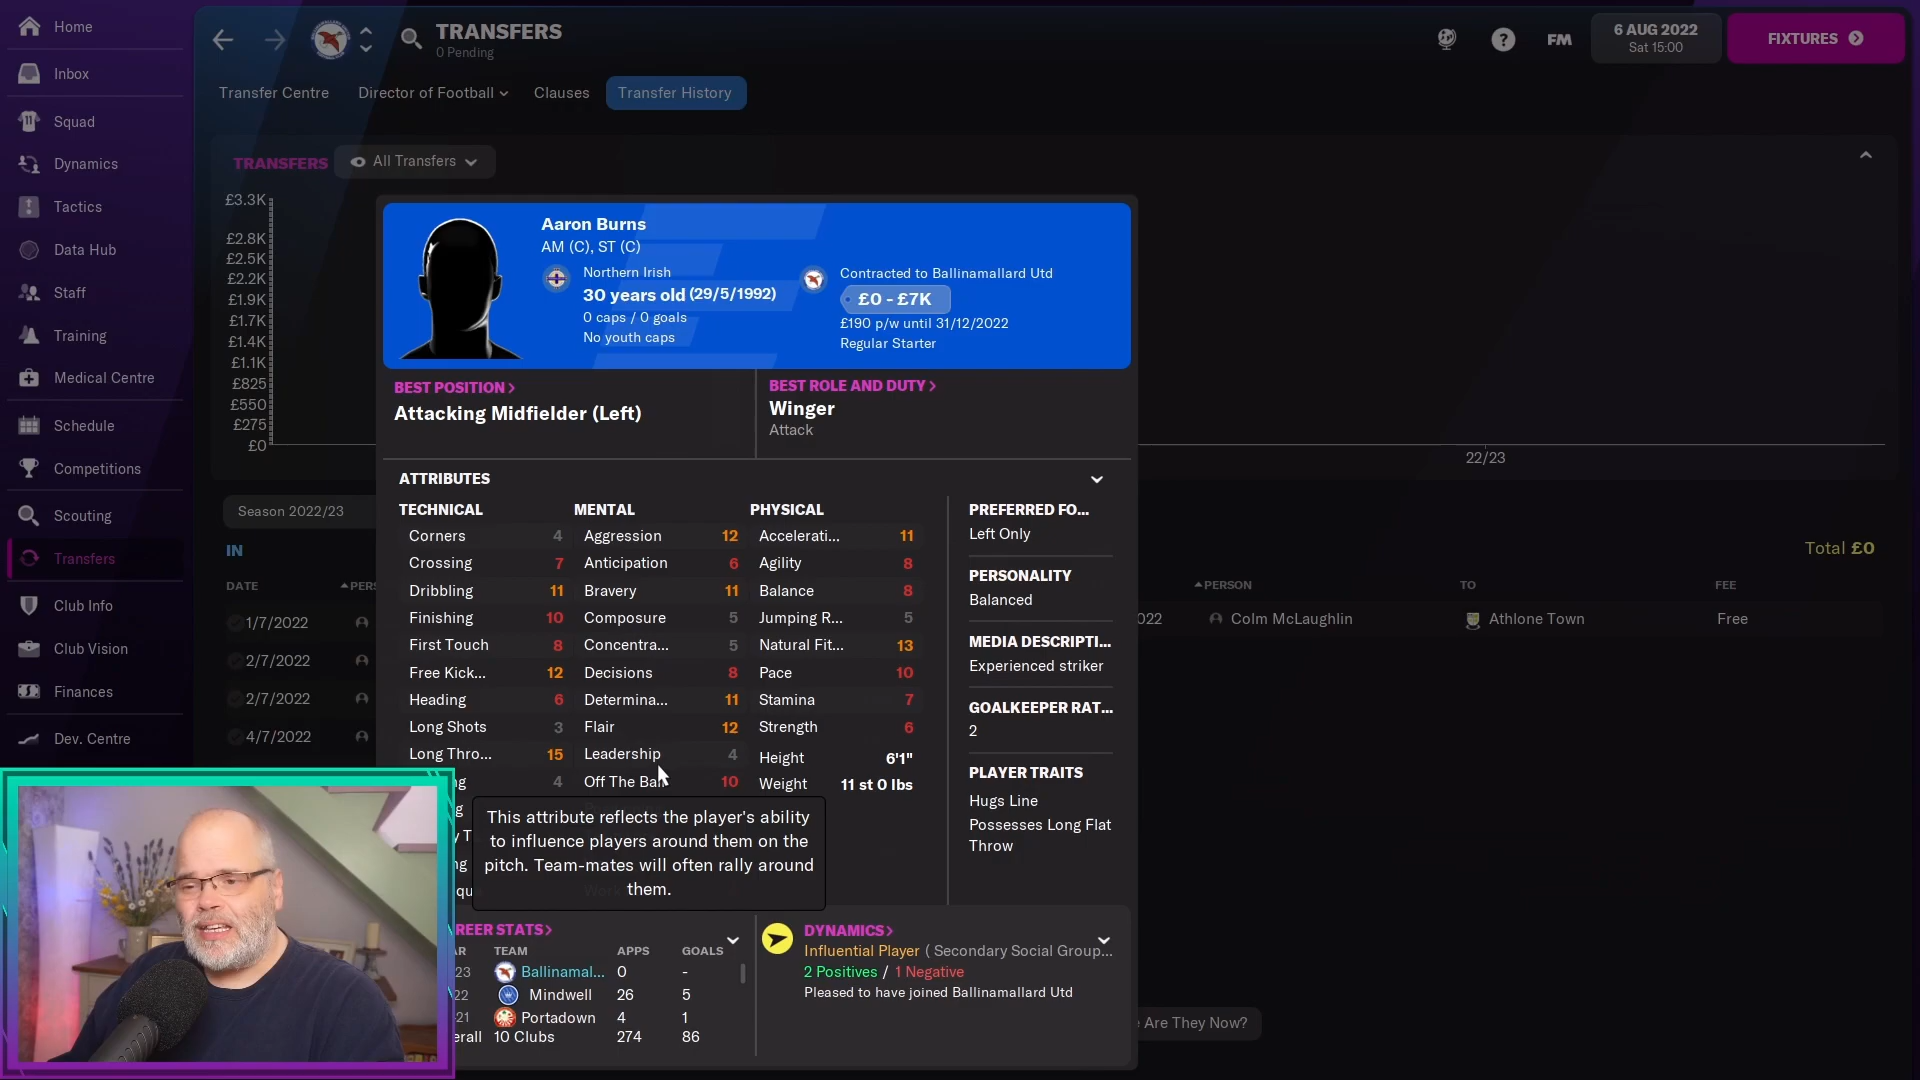 Home
Inbox
Squad
Dynamics
Tactics
Data Hub
Staff
Training
Medical Centre
Schedule
Competitions
Scouting
Transfers
Club Info
Club Vision
Finances
Dev. Centre
TRANSFERS
0 Pending
? FM
6 AUG 2022
Sat 15:00
FIXTURES
Transfer Centre Director of Football Clauses Transfer History
TRANSFERS All Transfers
£3.3K
£2.8K
£2.5K
£2.2K
£1.9K
£1.7K
£1.4K
£1.1K
£825
£550
£275
£0
22/23
Season 2022/23
IN
DATE PERS
1/7/2022
2/7/2022
2/7/2022
4/7/2022
Total £0
PERSON TO FEE
022 Colm McLaughlin Athlone Town Free
e Are They Now?
Aaron Burns
AM (C), ST (C)
Northern Irish
30 years old (29/5/1992)
0 caps / 0 goals
No youth caps
Contracted to Ballinamallard Utd
£0 - £7K
£190 p/w until 31/12/2022
Regular Starter
BEST POSITION >
Attacking Midfielder (Left)
BEST ROLE AND DUTY >
Winger
Attack
ATTRIBUTES
TECHNICAL
Corners 4
Crossing 7
Dribbling 11
Finishing 10
First Touch 8
Free Kick... 12
Heading 6
Long Shots 3
Long Thro... 15
g 4
g
y T
ng
qu
MENTAL
Aggression 12
Anticipation 6
Bravery 11
Composure 5
Concentra... 5
Decisions 8
Determina... 11
Flair 12
Leadership 4
Off The Ball 10
Work
PHYSICAL
Accelerati... 11
Agility 8
Balance 8
Jumping R... 5
Natural Fit... 13
Pace 10
Stamina 7
Strength 6
Height 6'1"
Weight 11 st 0 lbs
PREFERRED FO...
Left Only
PERSONALITY
Balanced
MEDIA DESCRIPTI...
Experienced striker
GOALKEEPER RAT...
2
PLAYER TRAITS
Hugs Line
Possesses Long Flat
Throw
This attribute reflects the player's ability
to influence players around them on the
pitch. Team-mates will often rally around
them.
REER STATS >
AR TEAM APPS GOALS
23 Ballinamal... 0 -
22 Mindwell 26 5
21 Portadown 4 1
erall 10 Clubs 274 86
DYNAMICS >
Influential Player ( Secondary Social Group...
2 Positives / 1 Negative
Pleased to have joined Ballinamallard Utd